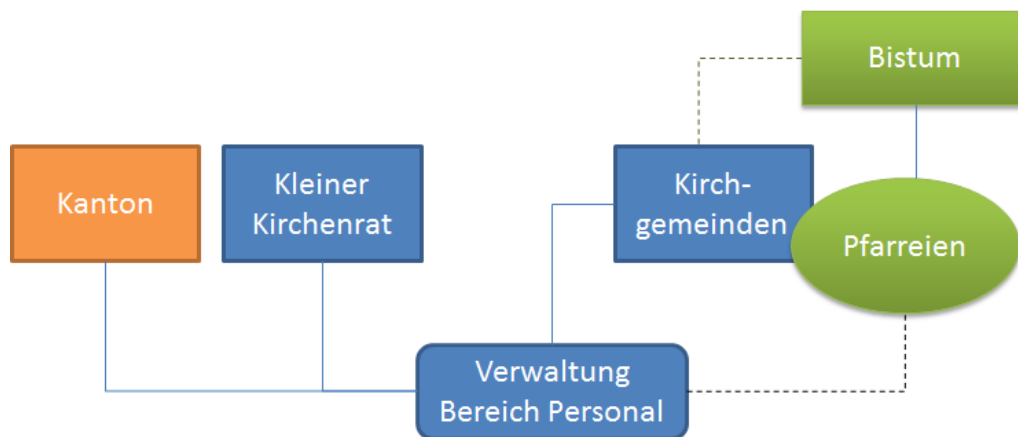 Bistum
Kanton
Kleiner
Kirchenrat
Kirch-
gemeinden
Pfarreien
Verwaltung
Bereich Personal